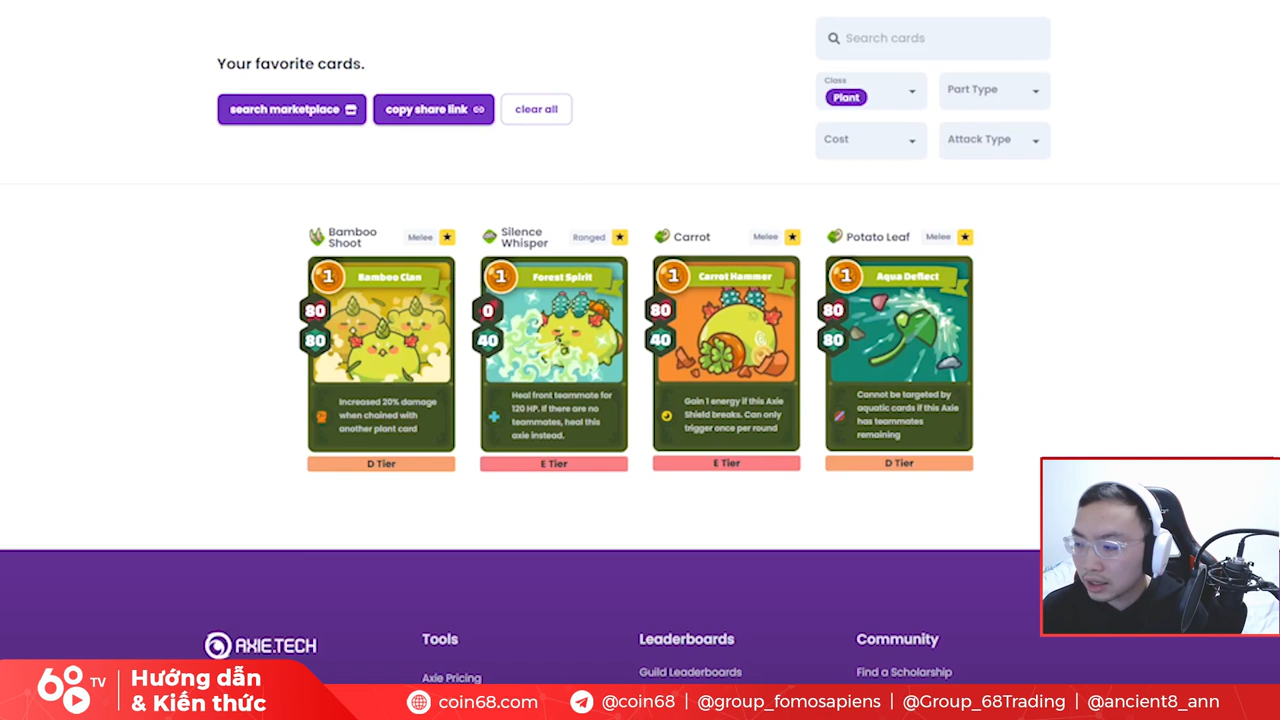 Search cards
Your favorite cards.
search marketplace
copy share link
clear all
Class
Plant
Part Type
Cost
Attack Type
Bamboo
Shoot
Melee
1
Bamboo Clan
80
80
Increased 20% damage
when chained with
another plant card
D Tier
Silence
Whisper
Ranged
1
Forest Spirit
0
40
Heal front teammate for
120 HP. If there are no
teammates, heal this
axie instead.
E Tier
Carrot
Melee
1
Carrot Hammer
80
40
Gain 1 energy if this Axie
Shield breaks. Can only
trigger once per round
E Tier
Potato Leaf
Melee
1
Aqua Deflect
80
80
Cannot be targeted by
aquatic cards if this Axie
has teammates
remaining
D Tier
AXIE.TECH
Tools
Axie Pricing
Leaderboards
Guild Leaderboards
Community
Find a Scholarship
68 TV
Hướng dẫn
& Kiến thức
coin68.com
@coin68 | @group_fomosapiens | @Group_68Trading | @ancient8_ann